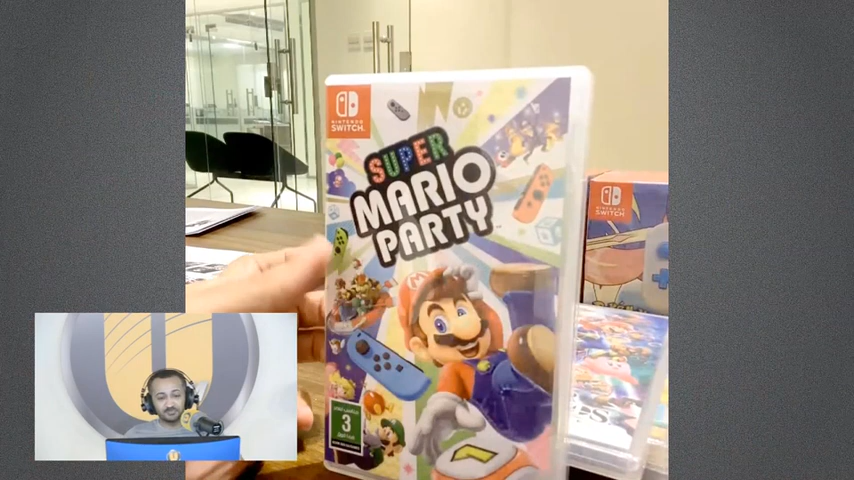 NINTENDO
SWITCH
SUPER
MARIO
PARTY
NINTENDO
SWITCH
3